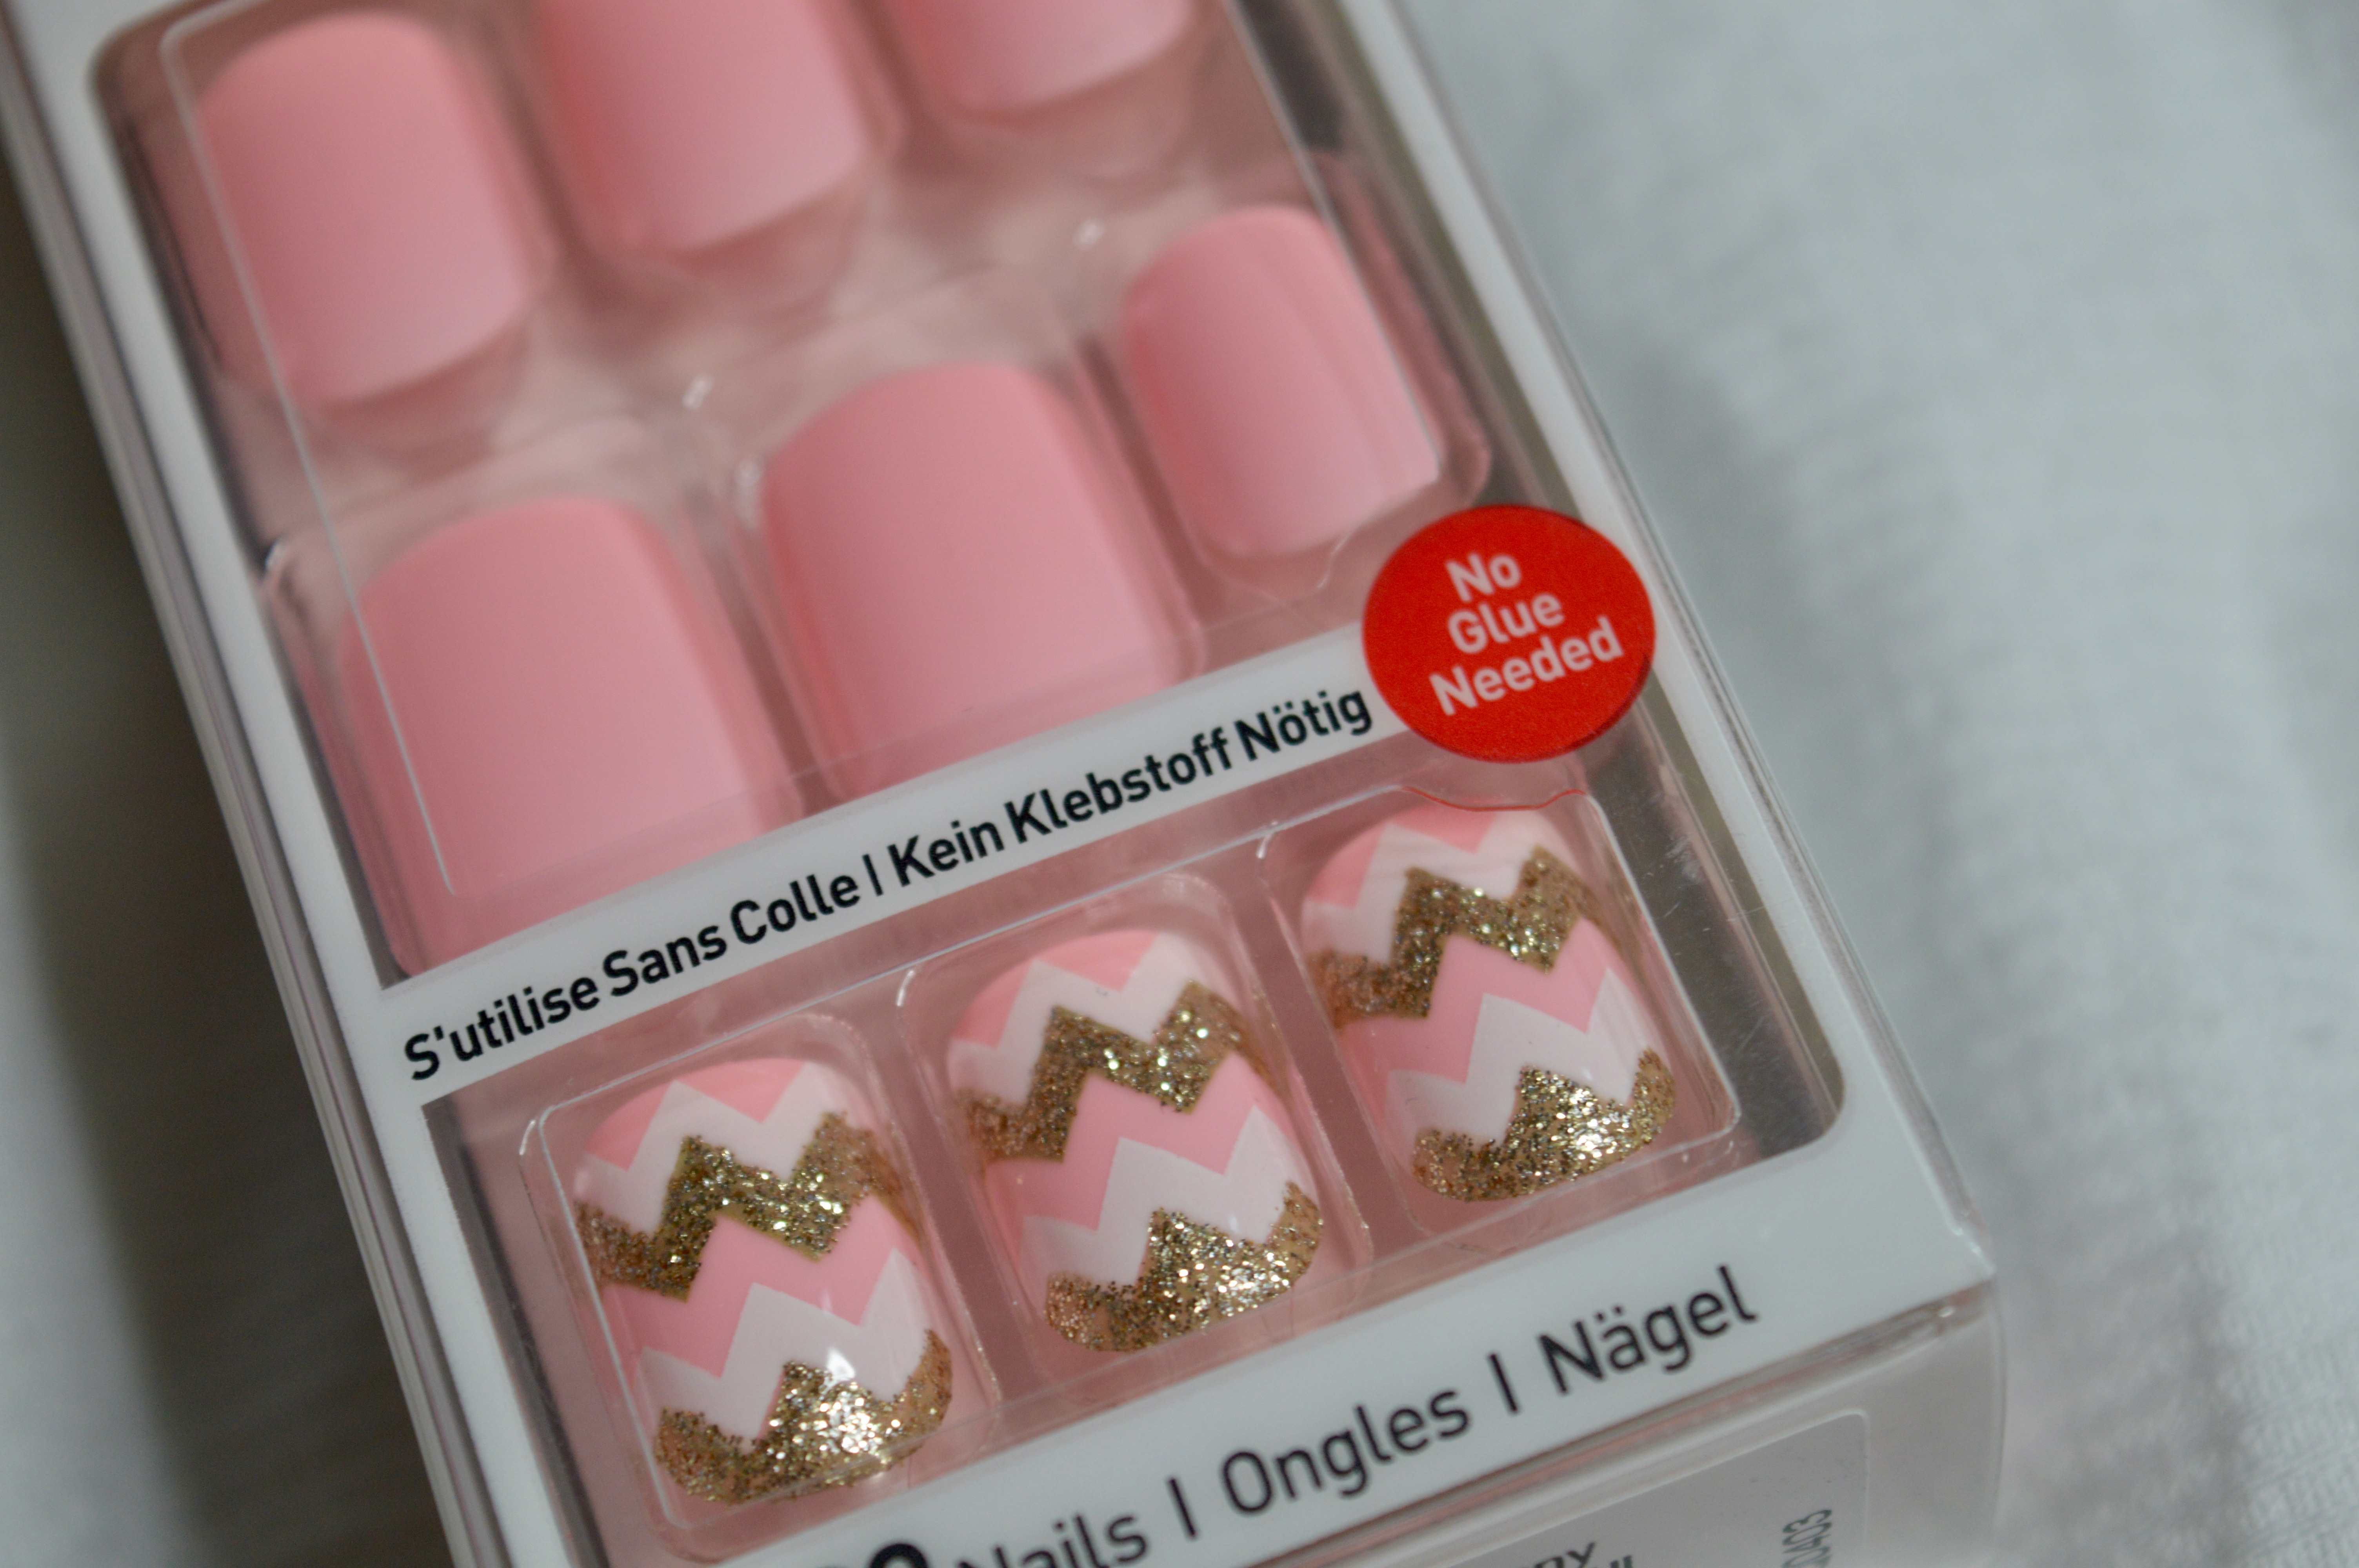 No
Glue
Needed
S'utilise Sans Colle | Kein Klebstoff Nötig
Nails | Ongles | Nägel